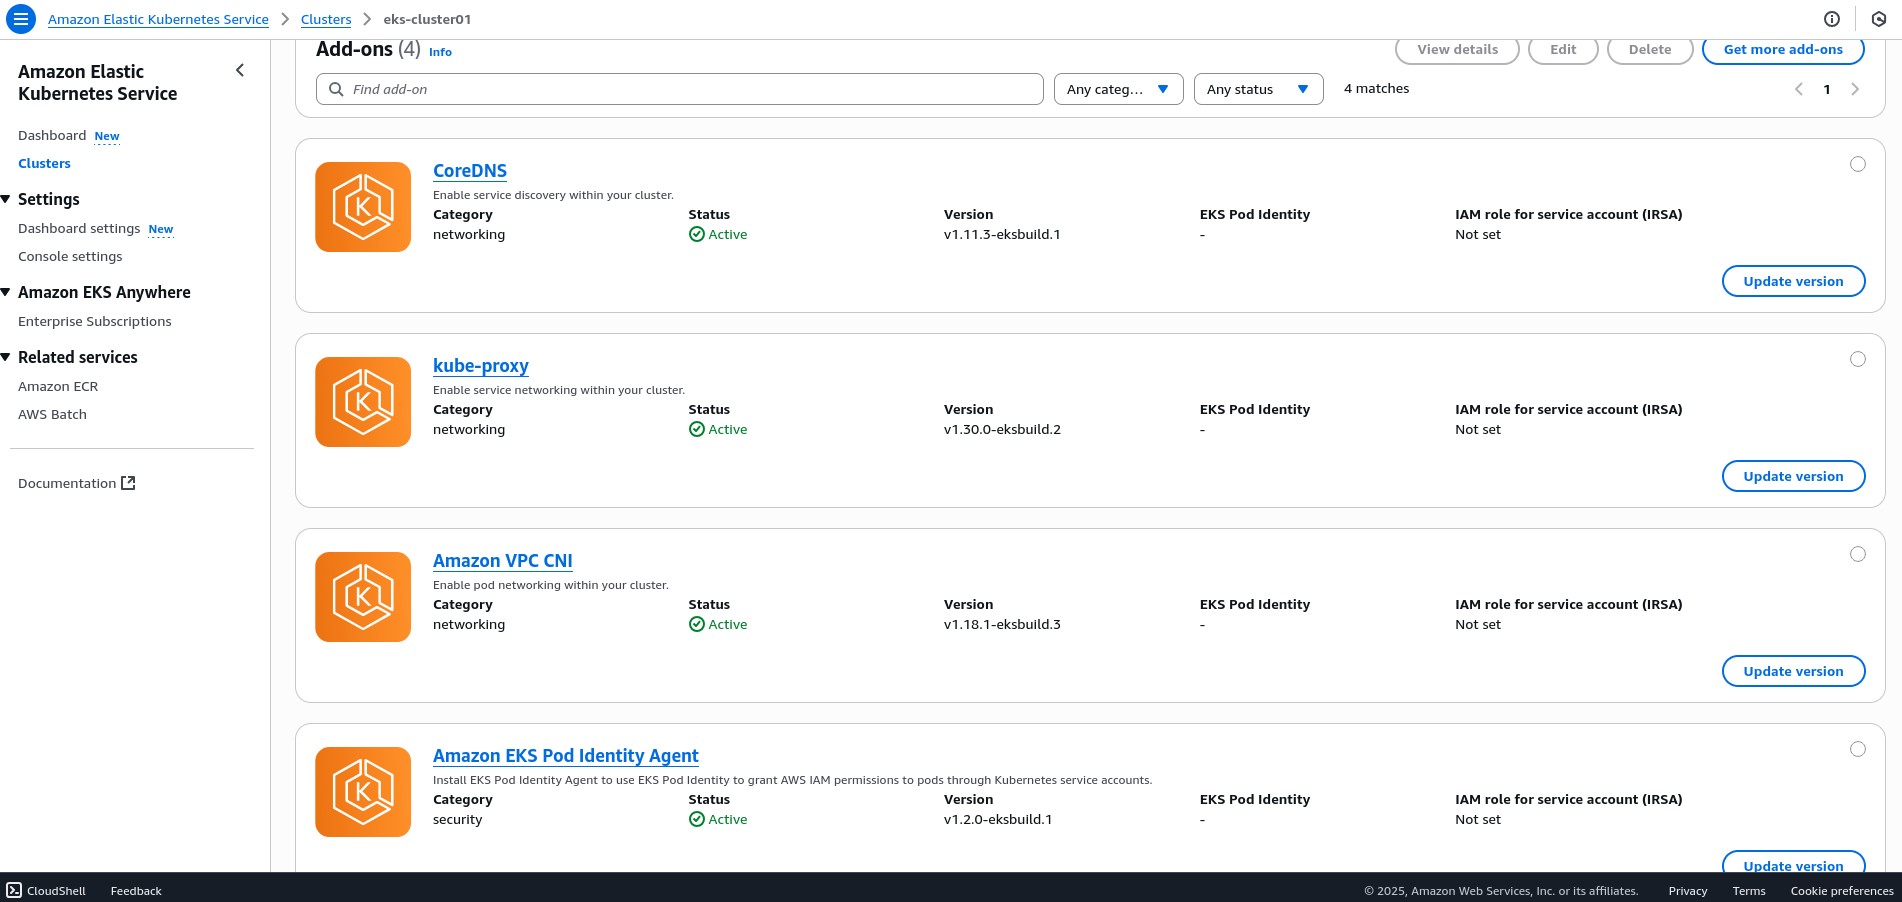 Amazon Elastic Kubernetes Service
Clusters
eks-cluster01
Amazon Elastic
Kubernetes Service
Dashboard New
Clusters
Settings
Dashboard settings New
Console settings
Amazon EKS Anywhere
Enterprise Subscriptions
Related services
Amazon ECR
AWS Batch
Documentation
Add-ons (4) Info
View details
Edit
Delete
Get more add-ons
Find add-on
Any categ...
Any status
4 matches
1
CoreDNS
Enable service discovery within your cluster.
Category Status Version EKS Pod Identity IAM role for service account (IRSA)
networking Active v1.11.3-eksbuild.1 - Not set
Update version
kube-proxy
Enable service networking within your cluster.
Category Status Version EKS Pod Identity IAM role for service account (IRSA)
networking Active v1.30.0-eksbuild.2 - Not set
Update version
Amazon VPC CNI
Enable pod networking within your cluster.
Category Status Version EKS Pod Identity IAM role for service account (IRSA)
networking Active v1.18.1-eksbuild.3 - Not set
Update version
Amazon EKS Pod Identity Agent
Install EKS Pod Identity Agent to use EKS Pod Identity to grant AWS IAM permissions to pods through Kubernetes service accounts.
Category Status Version EKS Pod Identity IAM role for service account (IRSA)
security Active v1.2.0-eksbuild.1 - Not set
Update version
CloudShell Feedback © 2025, Amazon Web Services, Inc. or its affiliates. Privacy Terms Cookie preferences